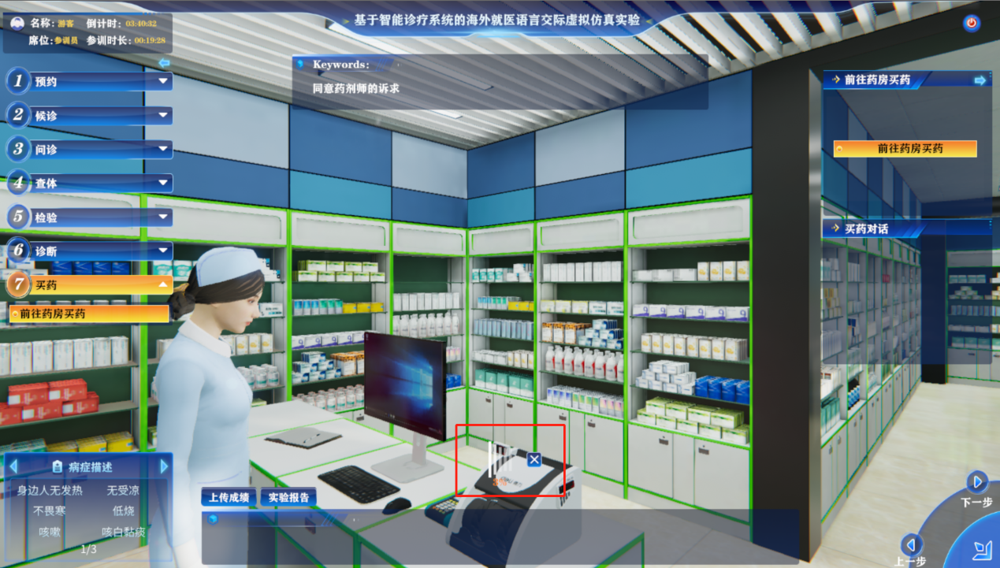 基于智能诊疗系统的海外就医语言交际虚拟仿真实验
名称：游客 倒计时：03:40:32
席位：参训员 参训时长：00:19:28
1 预约
2 候诊
3 问诊
4 查体
5 检验
6 诊断
7 买药
前往药房买药
Keywords:
同意药剂师的诉求
前往药房买药
前往药房买药
买药对话
病症描述
身边人无发热 无受凉
不畏寒 低烧
咳嗽 咳白黏痰
1/3
上传成绩 实验报告
下一步
上一步